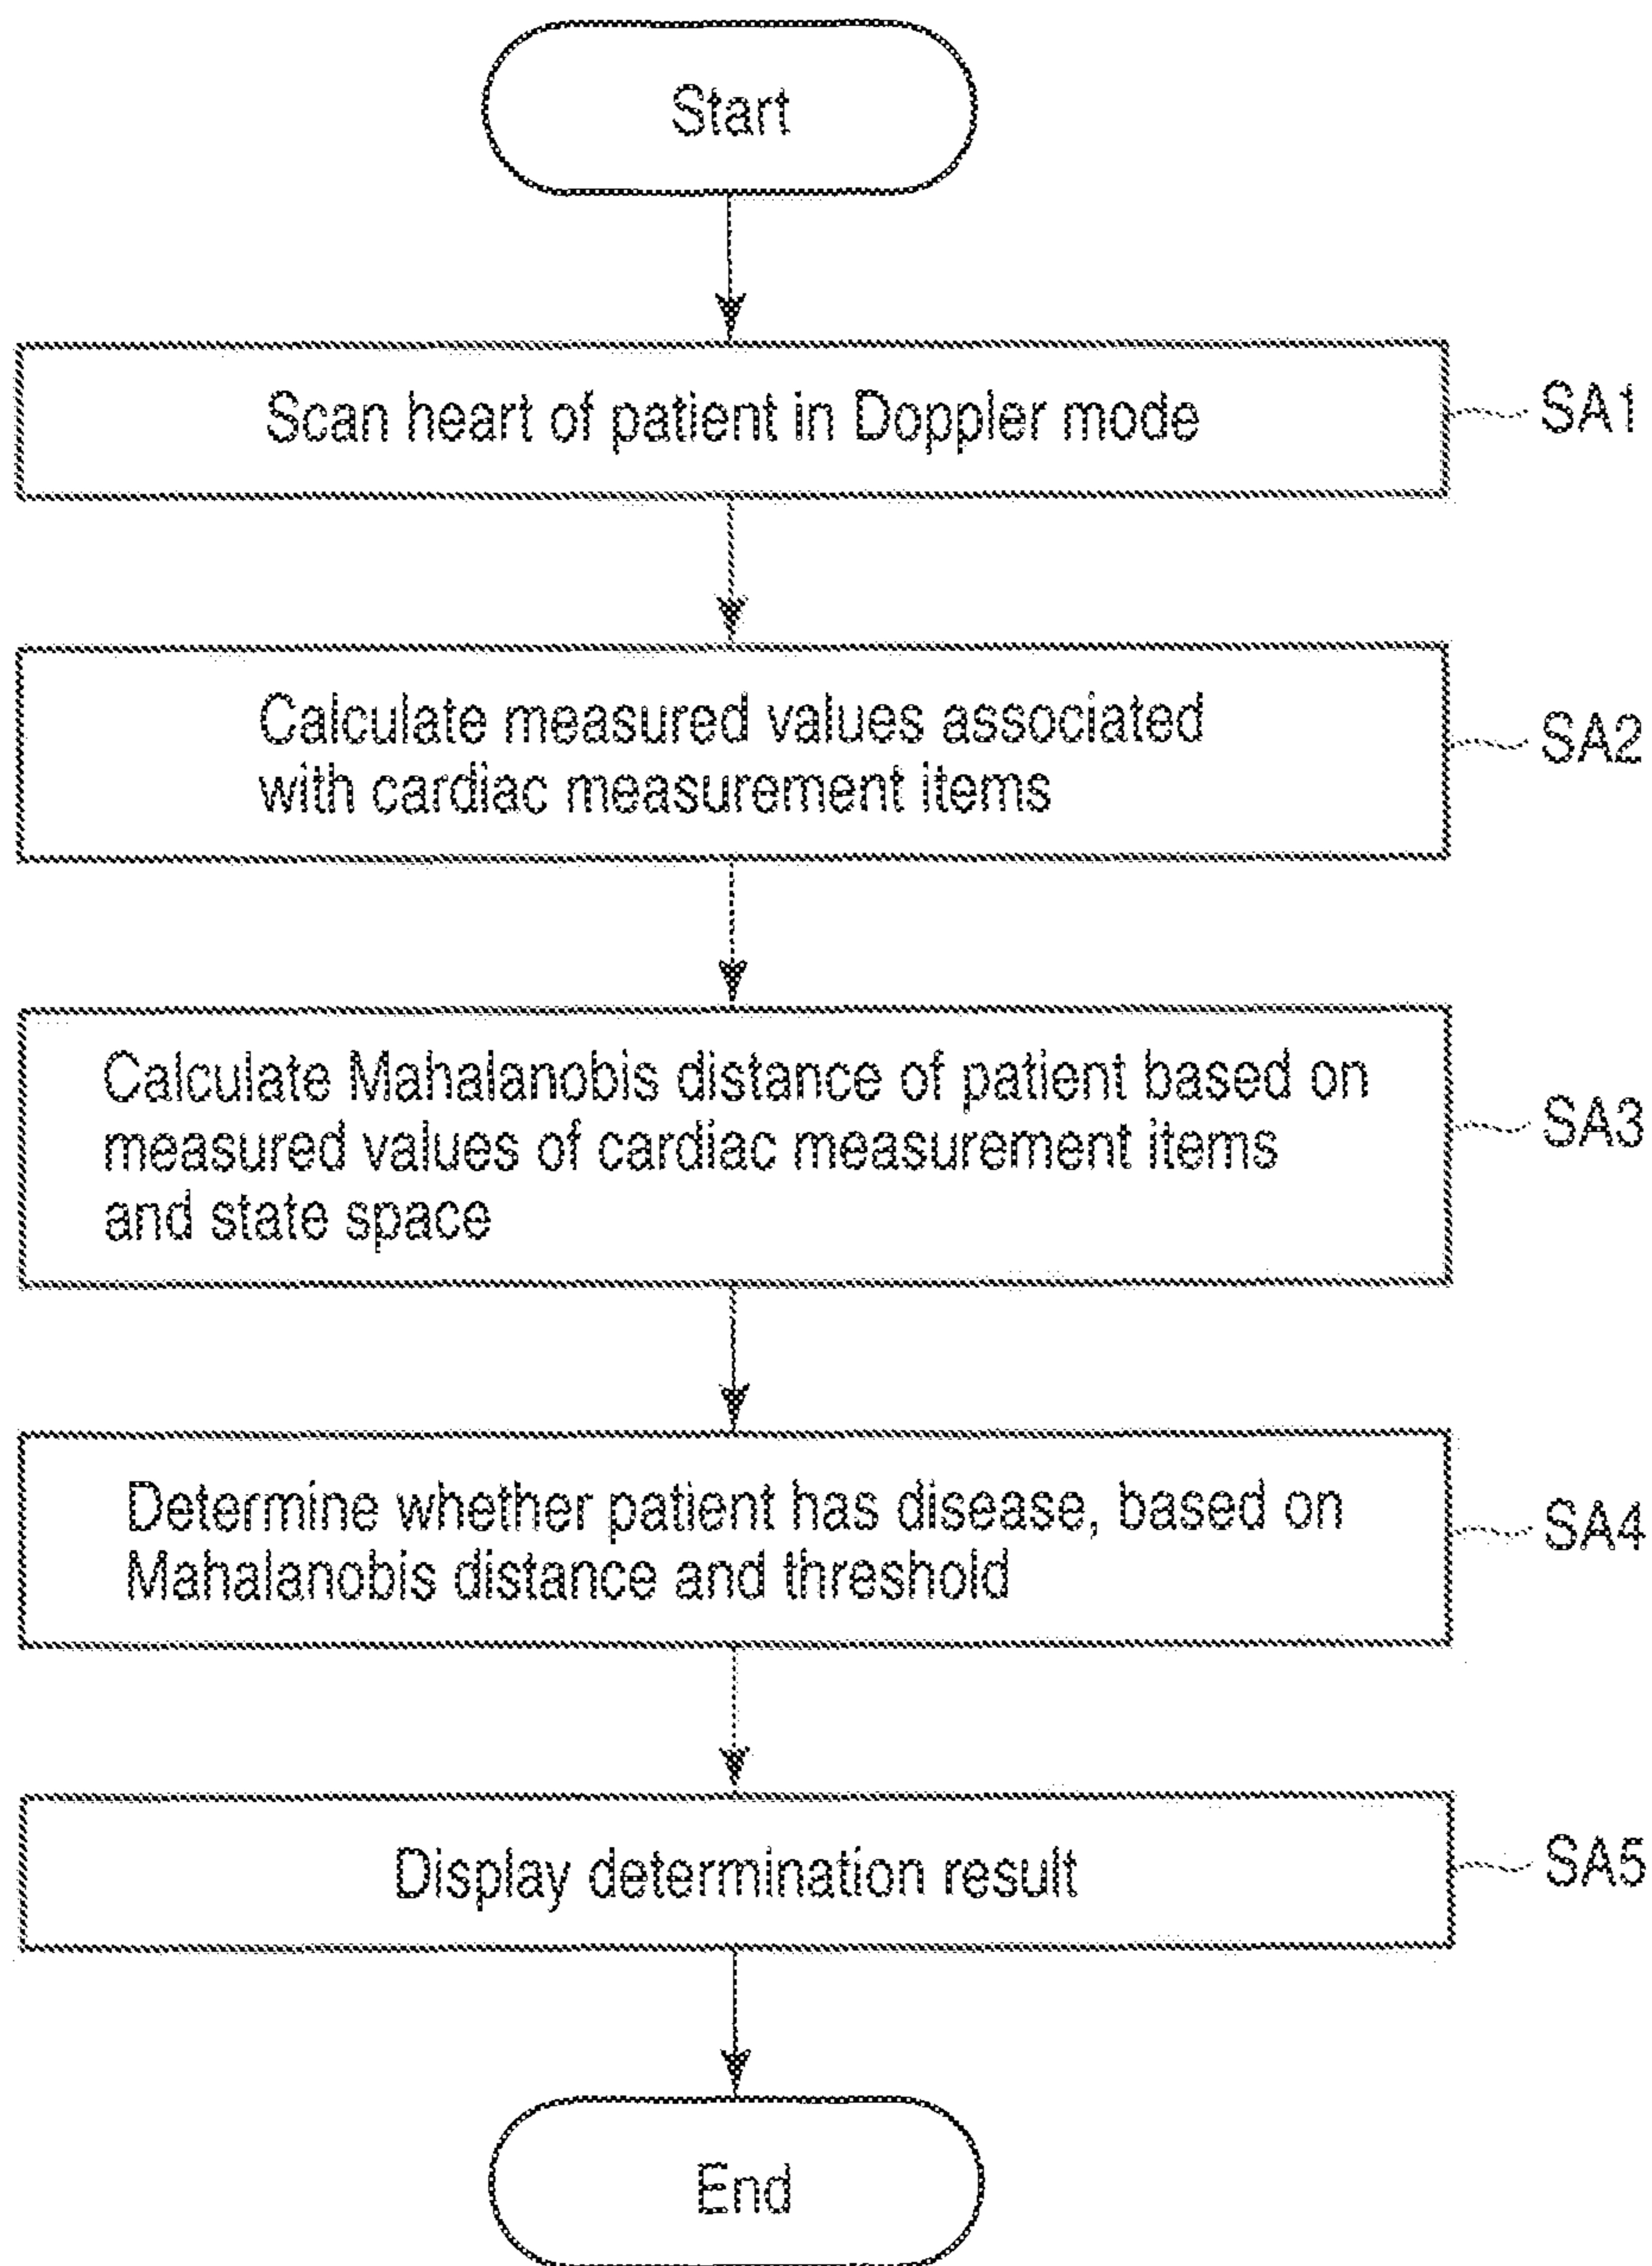 Start
Scan heart of patient in Doppler mode
SA1
Calculate measured values associated
with cardiac measurement items
SA2
Calculate Mahalanobis distance of patient based on
measured values of cardiac measurement items
and state space
SA3
Determine whether patient has disease, based on
Mahalanobis distance and threshold
SA4
Display determination result
SA5
End